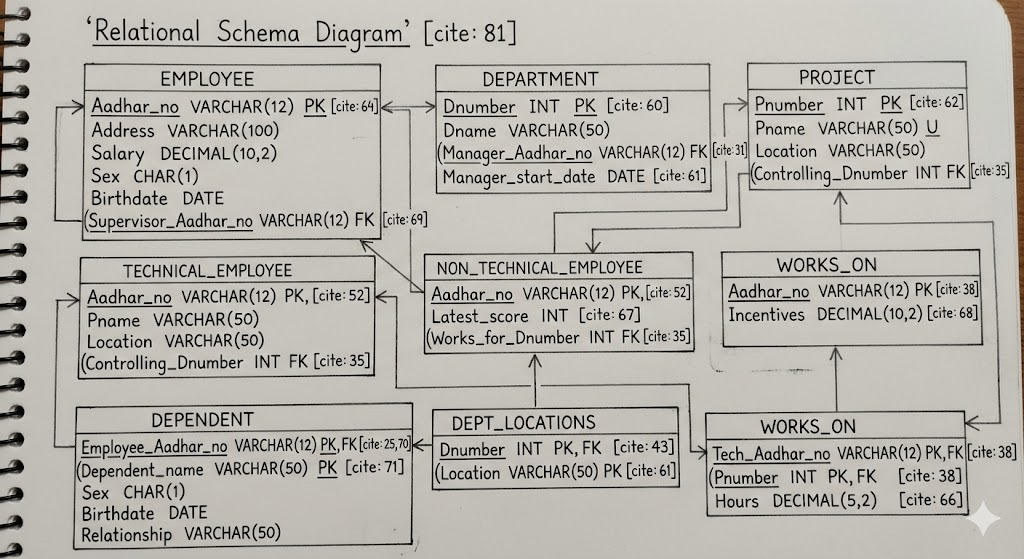 ‘Relational Schema Diagram’ [cite: 81]
EMPLOYEE
Aadhar_no VARCHAR(12) PK [cite: 64]
Address VARCHAR(100)
Salary DECIMAL(10,2)
Sex CHAR(1)
Birthdate DATE
(Supervisor_Aadhar_no VARCHAR(12) FK [cite: 69]
DEPARTMENT
Dnumber INT PK [cite: 60]
Dname VARCHAR(50)
(Manager_Aadhar_no VARCHAR(12) FK [cite: 31]
Manager_start_date DATE [cite: 61]
PROJECT
Pnumber INT PK [cite: 62]
Pname VARCHAR(50) U
Location VARCHAR(50)
(Controlling_Dnumber INT FK [cite: 35]
TECHNICAL_EMPLOYEE
Aadhar_no VARCHAR(12) PK, [cite: 52]
Pname VARCHAR(50)
Location VARCHAR(50)
(Controlling_Dnumber INT FK [cite: 35]
NON_TECHNICAL_EMPLOYEE
Aadhar_no VARCHAR(12) PK, [cite: 52]
Latest_score INT [cite: 67]
(Works_for_Dnumber INT FK [cite: 35]
WORKS_ON
Aadhar_no VARCHAR(12) PK [cite: 38]
Incentives DECIMAL(10,2) [cite: 68]
DEPENDENT
Employee_Aadhar_no VARCHAR(12) PK, FK [cite: 25, 70]
(Dependent_name VARCHAR(50) PK [cite: 71]
Sex CHAR(1)
Birthdate DATE
Relationship VARCHAR(50)
DEPT_LOCATIONS
Dnumber INT PK, FK [cite: 43]
(Location VARCHAR(50) PK [cite: 61]
WORKS_ON
Tech_Aadhar_no VARCHAR(12) PK, FK [cite: 38]
(Pnumber INT PK, FK [cite: 38]
Hours DECIMAL(5,2) [cite: 66]